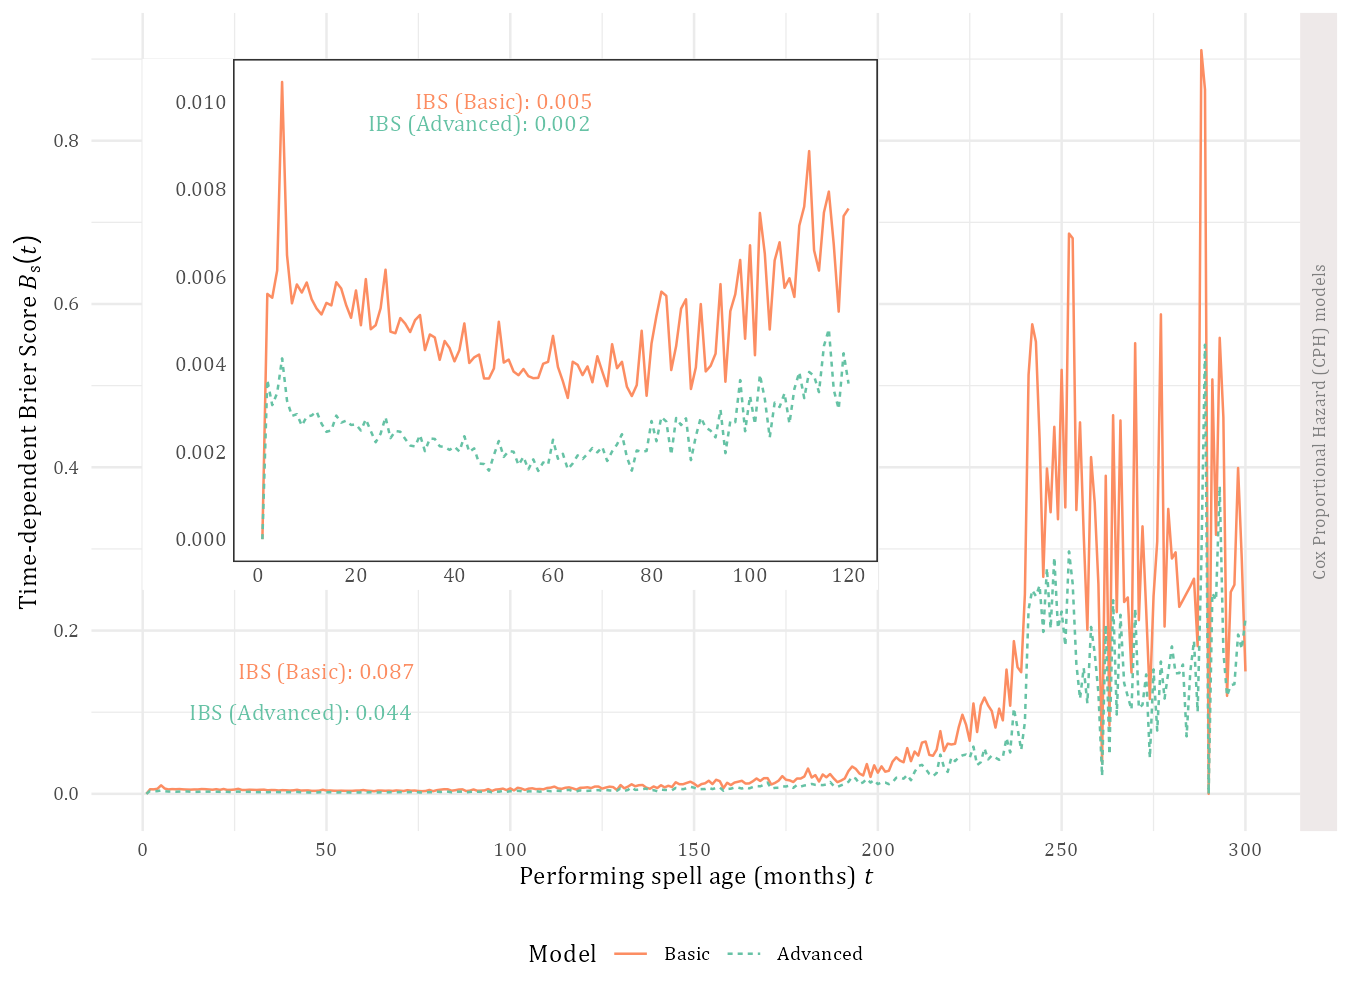 0.010
IBS (Basic): 0.005
IBS (Advanced): 0.002
0.008
0.006
0.004
0.002
0.000
0 20 40 60 80 100 120
0.8
0.6
0.4
0.2
0.0
Time-dependent Brier Score Bs(t)
IBS (Basic): 0.087
IBS (Advanced): 0.044
Cox Proportional Hazard (CPH) models
0 50 100 150 200 250 300
Performing spell age (months) t
Model Basic Advanced